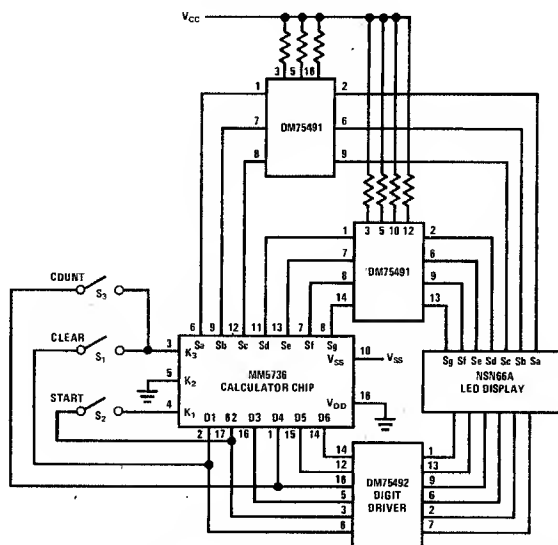 VCC
3 5 16
1 DM75491 2
7 6
8 9
3 5 10 12
1 DM75491 2
7 6
8 9
14 13
CDUNT
S3
CLEAR
S1
START
S2
6 9 12 11 13 7 8
Sa Sb Sc Sd Se Sf Sg
3 K3
5 K2
4 K1
MM5736
CALCULATOR CHIP
VSS 10 VSS
VDD 18
D1 B2 D3 D4 D5 D6
2 17 16 1 15 14
Sg Sf Se Sd Sc Sb Sa
NSN66A
LED DISPLAY
14 1
12 13
16 9
5 6
3 2
8 7
DM75492
DIGIT
DRIVER